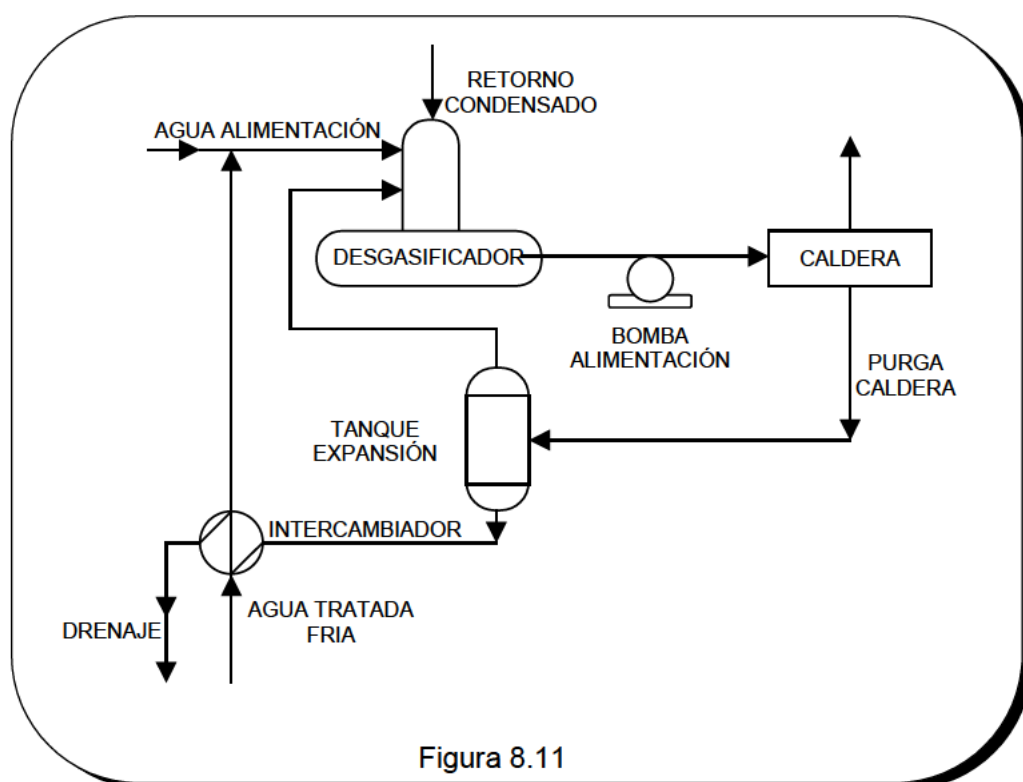 RETORNO
CONDENSADO
AGUA ALIMENTACIÓN
DESGASIFICADOR
CALDERA
BOMBA
ALIMENTACIÓN
PURGA
CALDERA
TANQUE
EXPANSIÓN
INTERCAMBIADOR
AGUA TRATADA
FRIA
DRENAJE
Figura 8.11